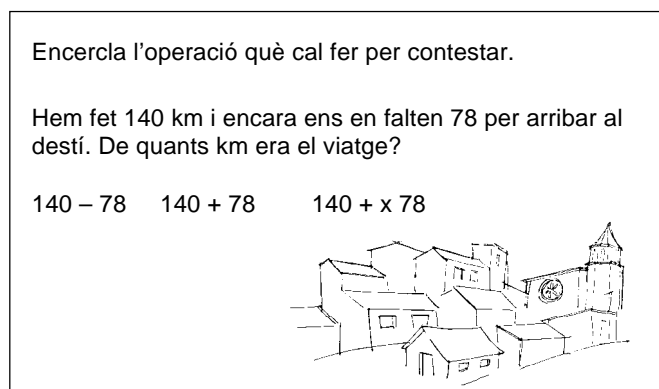 Encercla l’operació què cal fer per contestar.
Hem fet 140 km i encara ens en falten 78 per arribar al
destí. De quants km era el viatge?
140 – 78 140 + 78 140 + x 78